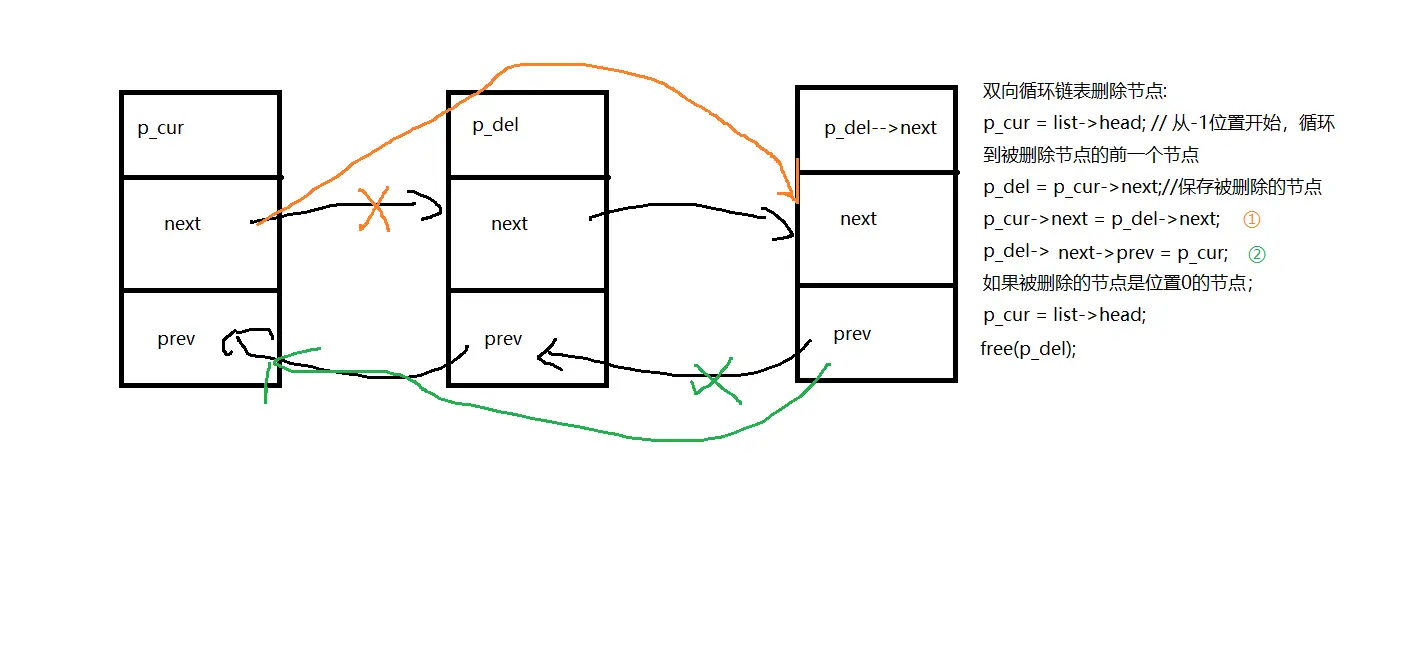 p_cur
next
prev
p_del
next
prev
p_del-->next
next
prev
双向循环链表删除节点:
p_cur = list->head; // 从-1位置开始，循环
到被删除节点的前一个节点
p_del = p_cur->next;//保存被删除的节点
p_cur->next = p_del->next; ①
p_del-> next->prev = p_cur; ②
如果被删除的节点是位置0的节点；
p_cur = list->head;
free(p_del);